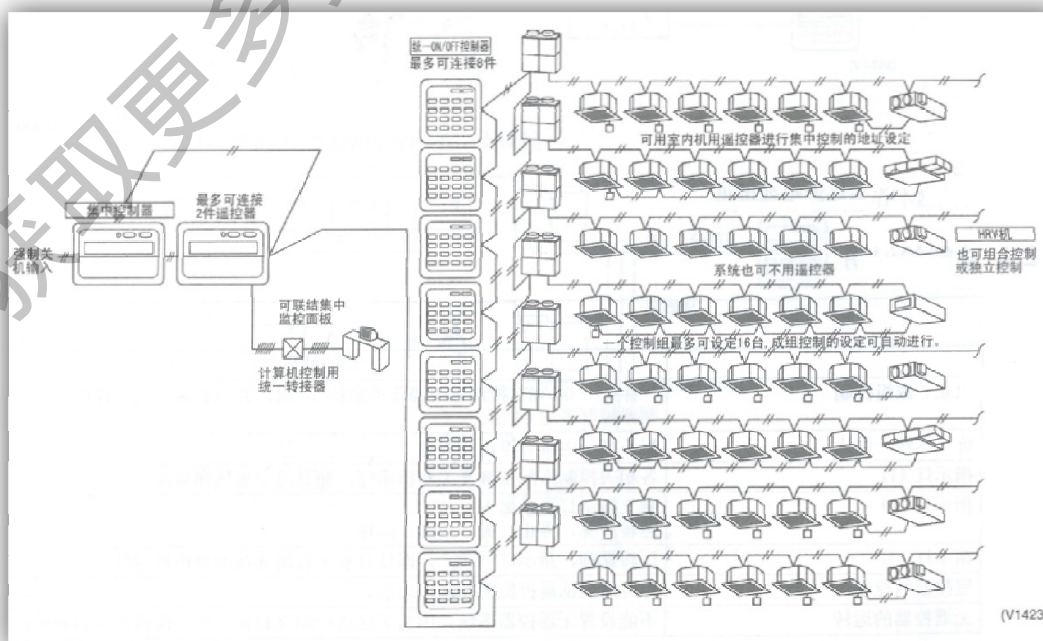 获取更多
统一ON/OFF控制器
最多可连接8件
可用室内机用遥控器进行集中控制的地址设定
最多可连接
2件遥控器
集中控制器
强制关
机输入
HRV机
也可组合控制
或独立控制
系统也可不用遥控器
可联结集中
监控面板
一个控制组最多可设定16台,成组控制的设定可自动进行。
计算机控制用
统一转接器
(V1423